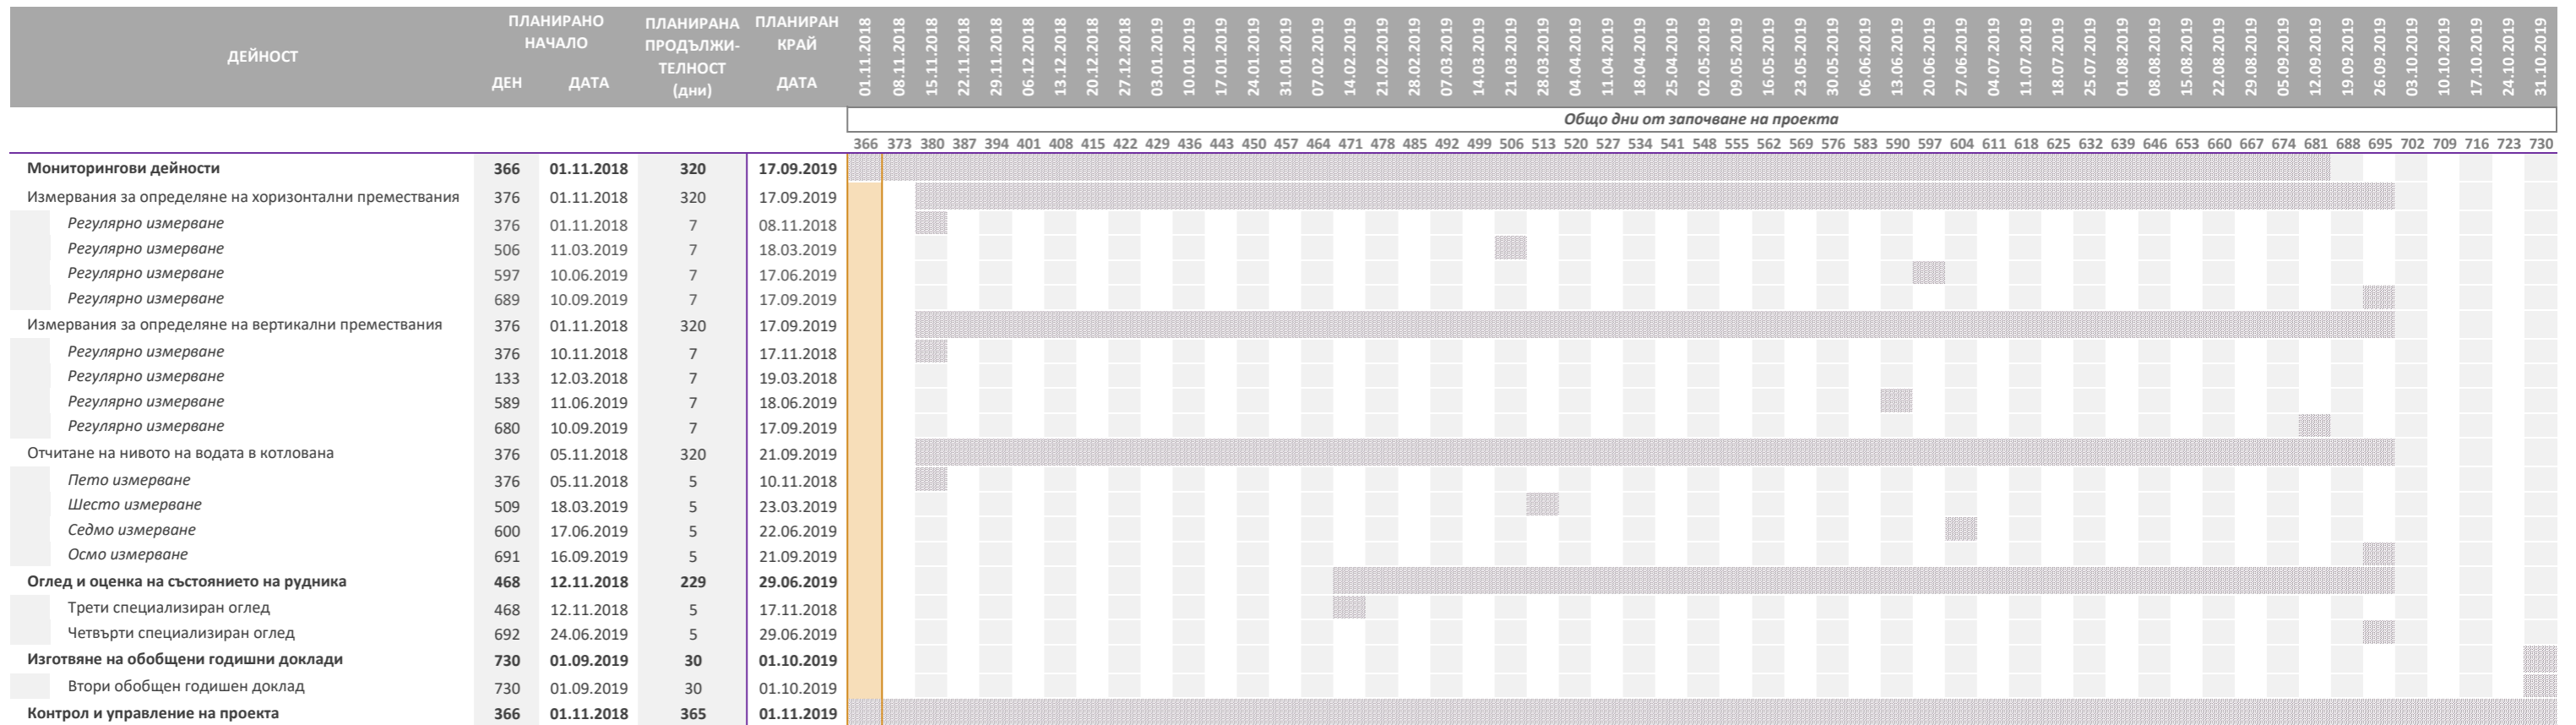 ДЕЙНОСТ
ПЛАНИРАНО НАЧАЛО
ДЕН ДАТА
ПЛАНИРАНА ПРОДЪЛЖИ-ТЕЛНОСТ (дни)
ПЛАНИРАН КРАЙ
ДАТА
01.11.2018 08.11.2018 15.11.2018 22.11.2018 29.11.2018 06.12.2018 13.12.2018 20.12.2018 27.12.2018 03.01.2019 10.01.2019 17.01.2019 24.01.2019 31.01.2019 07.02.2019 14.02.2019 21.02.2019 28.02.2019 07.03.2019 14.03.2019 21.03.2019 28.03.2019 04.04.2019 11.04.2019 18.04.2019 25.04.2019 02.05.2019 09.05.2019 16.05.2019 23.05.2019 30.05.2019 06.06.2019 13.06.2019 20.06.2019 27.06.2019 04.07.2019 11.07.2019 18.07.2019 25.07.2019 01.08.2019 08.08.2019 15.08.2019 22.08.2019 29.08.2019 05.09.2019 12.09.2019 19.09.2019 26.09.2019 03.10.2019 10.10.2019 17.10.2019 24.10.2019 31.10.2019
Общо дни от започване на проекта
366 373 380 387 394 401 408 415 422 429 436 443 450 457 464 471 478 485 492 499 506 513 520 527 534 541 548 555 562 569 576 583 590 597 604 611 618 625 632 639 646 653 660 667 674 681 688 695 702 709 716 723 730
Мониторингови дейности 366 01.11.2018 320 17.09.2019
Измервания за определяне на хоризонтални премествания 376 01.11.2018 320 17.09.2019
Регулярно измерване 376 01.11.2018 7 08.11.2018
Регулярно измерване 506 11.03.2019 7 18.03.2019
Регулярно измерване 597 10.06.2019 7 17.06.2019
Регулярно измерване 689 10.09.2019 7 17.09.2019
Измервания за определяне на вертикални премествания 376 01.11.2018 320 17.09.2019
Регулярно измерване 376 10.11.2018 7 17.11.2018
Регулярно измерване 133 12.03.2018 7 19.03.2018
Регулярно измерване 589 11.06.2019 7 18.06.2019
Регулярно измерване 680 10.09.2019 7 17.09.2019
Отчитане на нивото на водата в котлована 376 05.11.2018 320 21.09.2019
Пето измерване 376 05.11.2018 5 10.11.2018
Шесто измерване 509 18.03.2019 5 23.03.2019
Седмо измерване 600 17.06.2019 5 22.06.2019
Осмо измерване 691 16.09.2019 5 21.09.2019
Оглед и оценка на състоянието на рудника 468 12.11.2018 229 29.06.2019
Трети специализиран оглед 468 12.11.2018 5 17.11.2018
Четвърти специализиран оглед 692 24.06.2019 5 29.06.2019
Изготвяне на обобщени годишни доклади 730 01.09.2019 30 01.10.2019
Втори обобщен годишен доклад 730 01.09.2019 30 01.10.2019
Контрол и управление на проекта 366 01.11.2018 365 01.11.2019